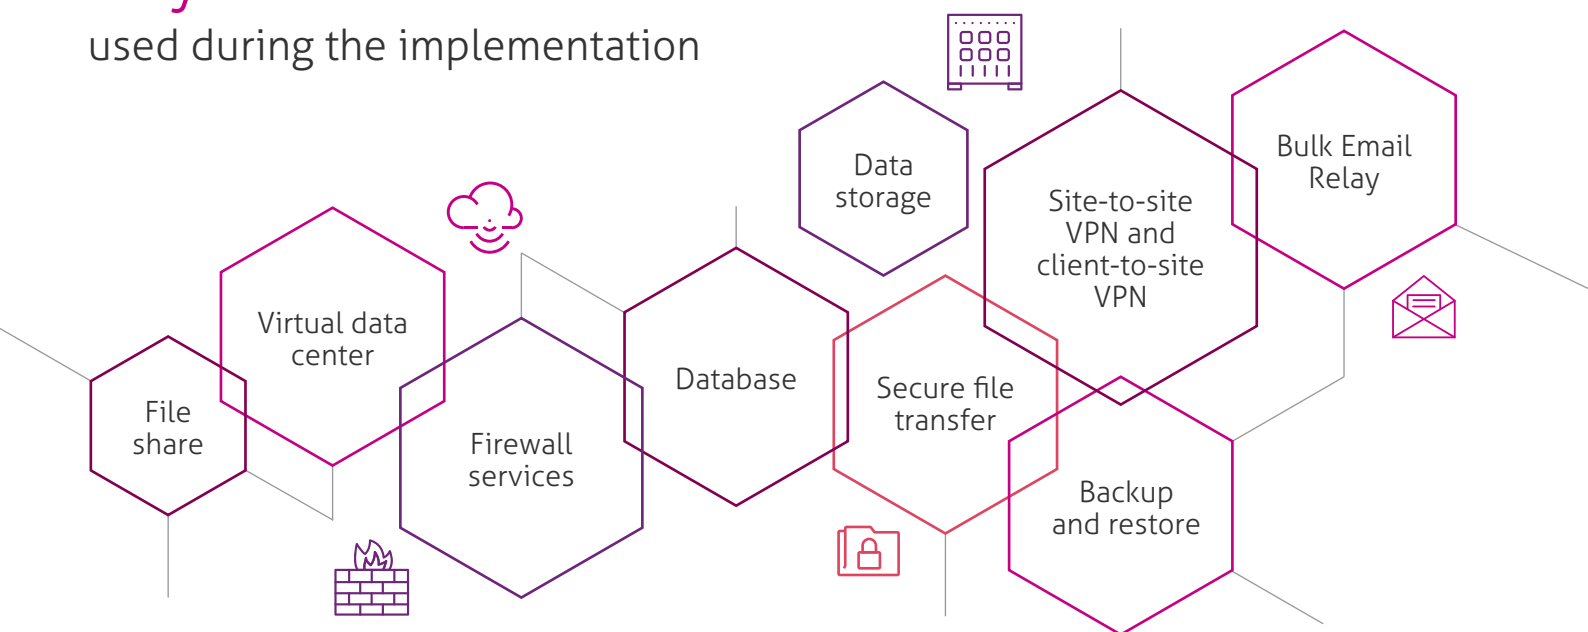 used during the implementation
Data
storage
Bulk Email
Relay
Site-to-site
VPN and
client-to-site
VPN
Virtual data
center
File
share
Firewall
services
Database
Secure file
transfer
Backup
and restore